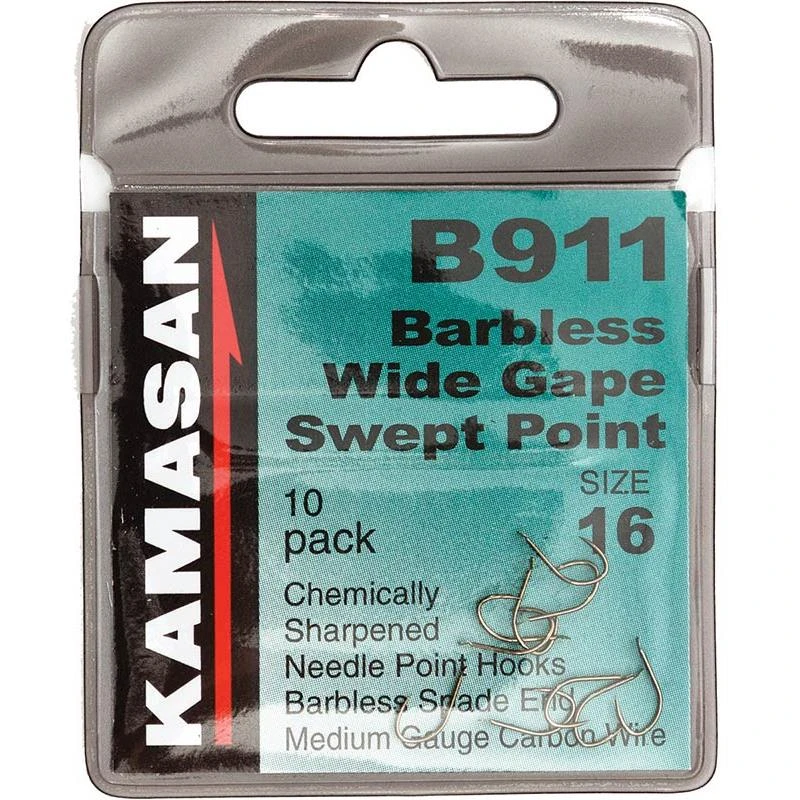 KAMASAN
B911
Barbless
Wide Gape
Swept Point
SIZE
16
10
pack
Chemically
Sharpened
Needle Point Hooks
Barbless Spade End
Medium Gauge Carbon Wire